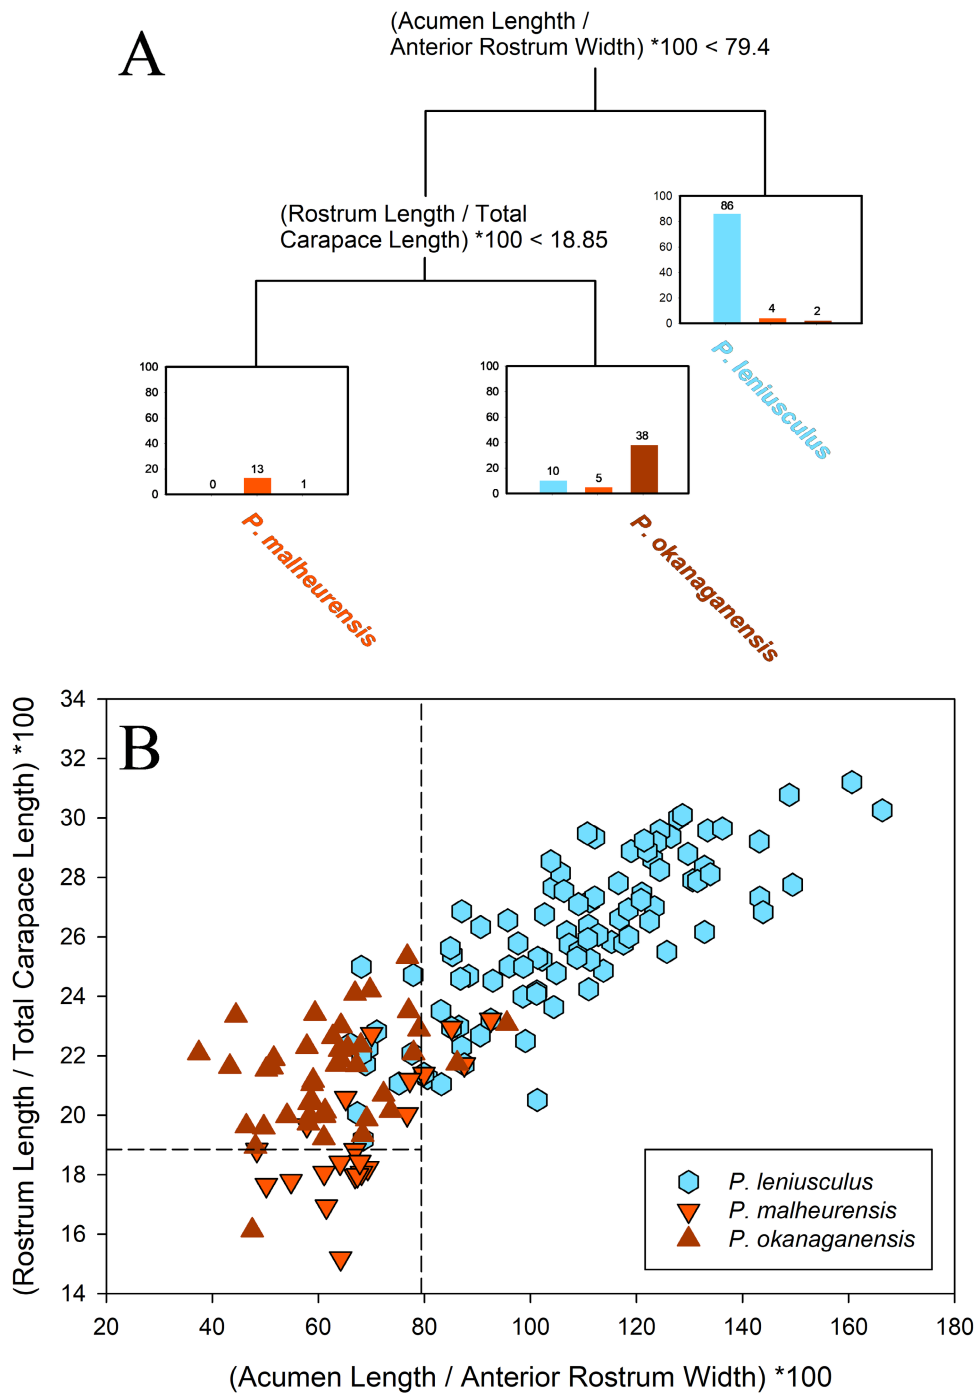 A
(Acumen Lenghth /
Anterior Rostrum Width) *100 < 79.4
(Rostrum Length / Total
Carapace Length) *100 < 18.85
100
80
60
40
20
0
86
4
2
P. leniusculus
100
80
60
40
20
0
0
13
1
P. malheurensis
100
80
60
40
20
0
10
5
38
P. okanaganensis
B
(Rostrum Length / Total Carapace Length) *100
34
32
30
28
26
24
22
20
18
16
14
P. leniusculus
P. malheurensis
P. okanaganensis
20 40 60 80 100 120 140 160 180
(Acumen Length / Anterior Rostrum Width) *100